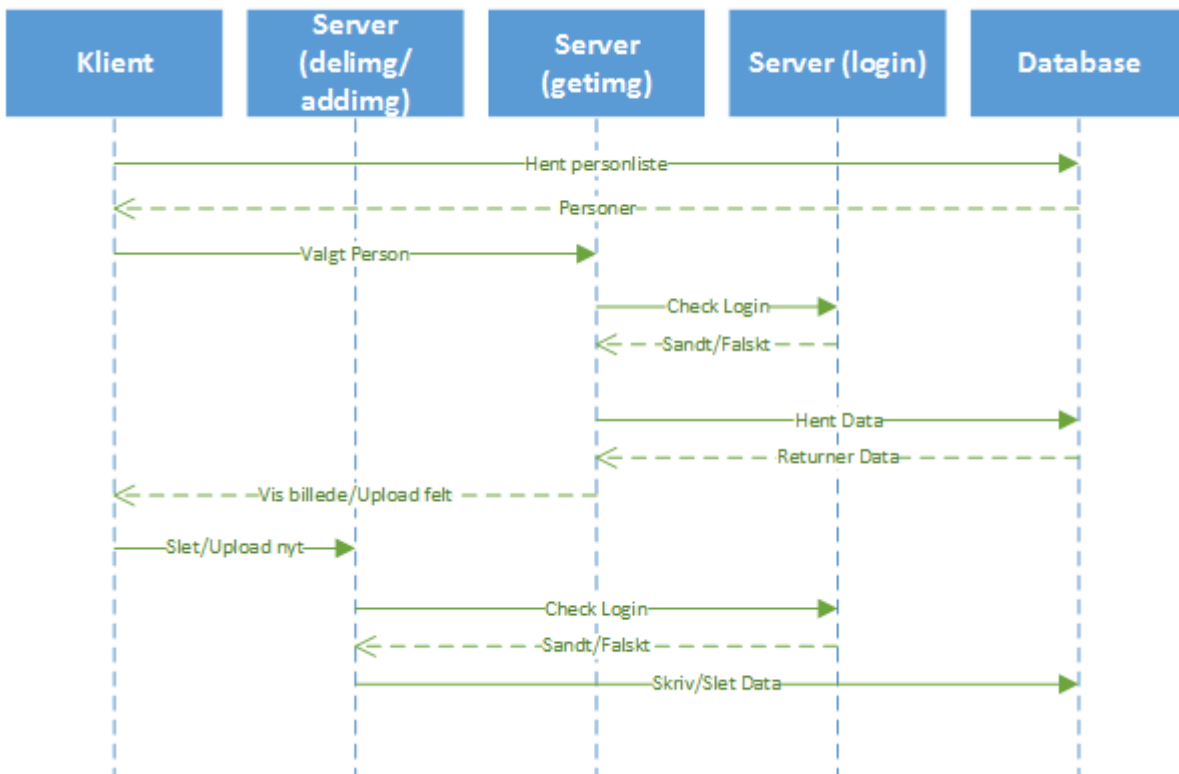 Klient
Server
(delimg/
addimg)
Server
(getimg)
Server (login)
Database
Hent personliste
Personer
Valgt Person
Check Login
Sandt/Falskt
Hent Data
Returner Data
Vis billede/Upload felt
Slet/Upload nyt
Check Login
Sandt/Falskt
Skriv/Slet Data